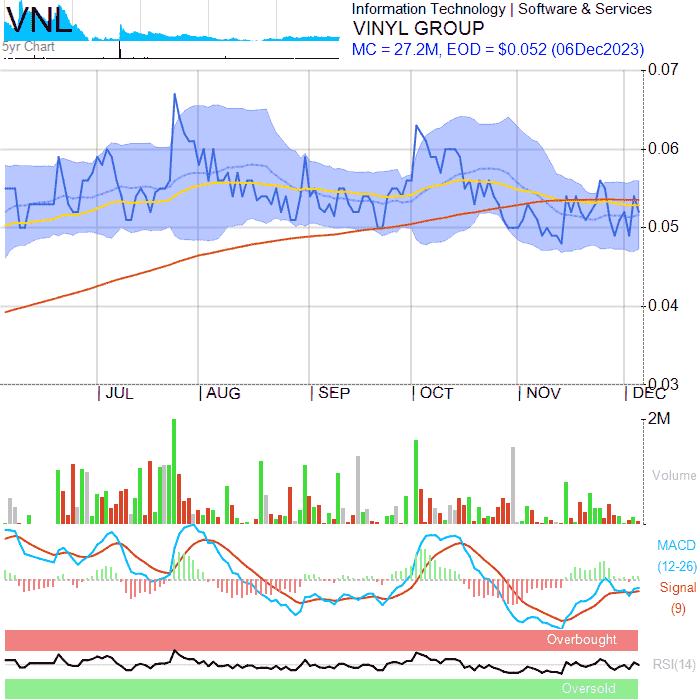 VNL
5yr Chart
Information Technology | Software & Services
VINYL GROUP
MC = 27.2M, EOD = $0.052 (06Dec2023)
0.07
0.06
0.05
0.04
0.03
| JUL | AUG | SEP | OCT | NOV | DEC
2M
Volume
MACD
(12-26)
Signal
(9)
Overbought
RSI(14)
Oversold